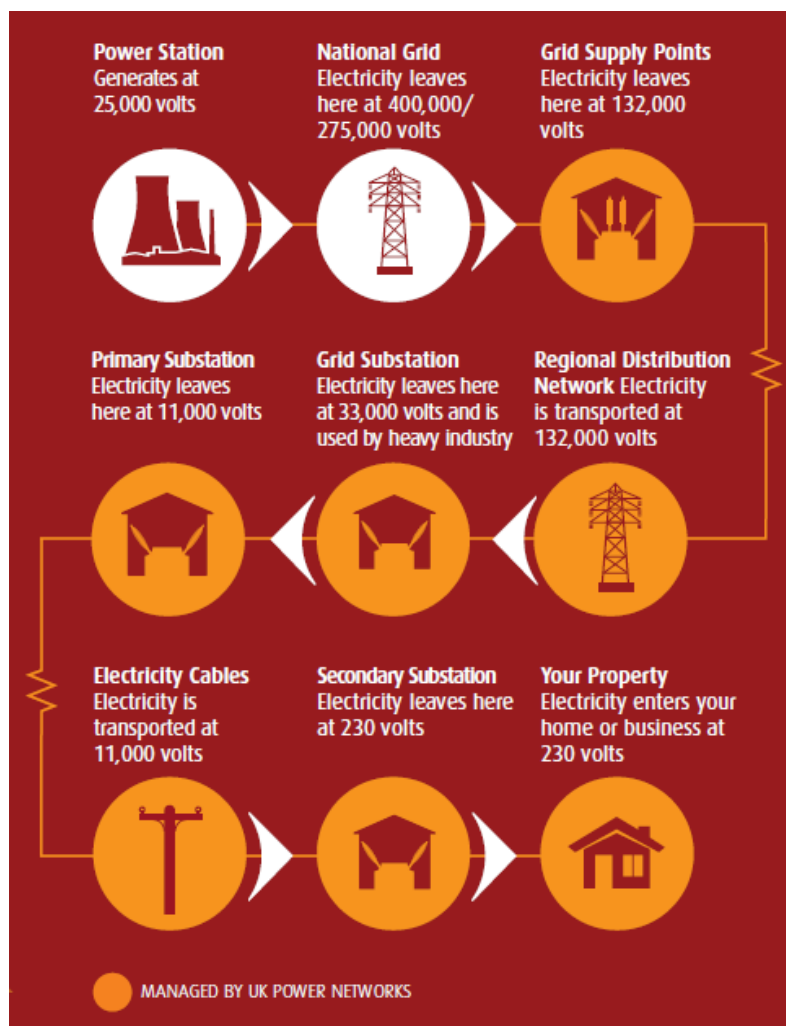 Power Station
Generates at
25,000 volts
National Grid
Electricity leaves
here at 400,000/
275,000 volts
Grid Supply Points
Electricity leaves
here at 132,000
volts
Primary Substation
Electricity leaves
here at 11,000 volts
Grid Substation
Electricity leaves here
at 33,000 volts and is
used by heavy industry
Regional Distribution
Network Electricity
is transported at
132,000 volts
Electricity Cables
Electricity is
transported at
11,000 volts
Secondary Substation
Electricity leaves here
at 230 volts
Your Property
Electricity enters your
home or business at
230 volts
MANAGED BY UK POWER NETWORKS